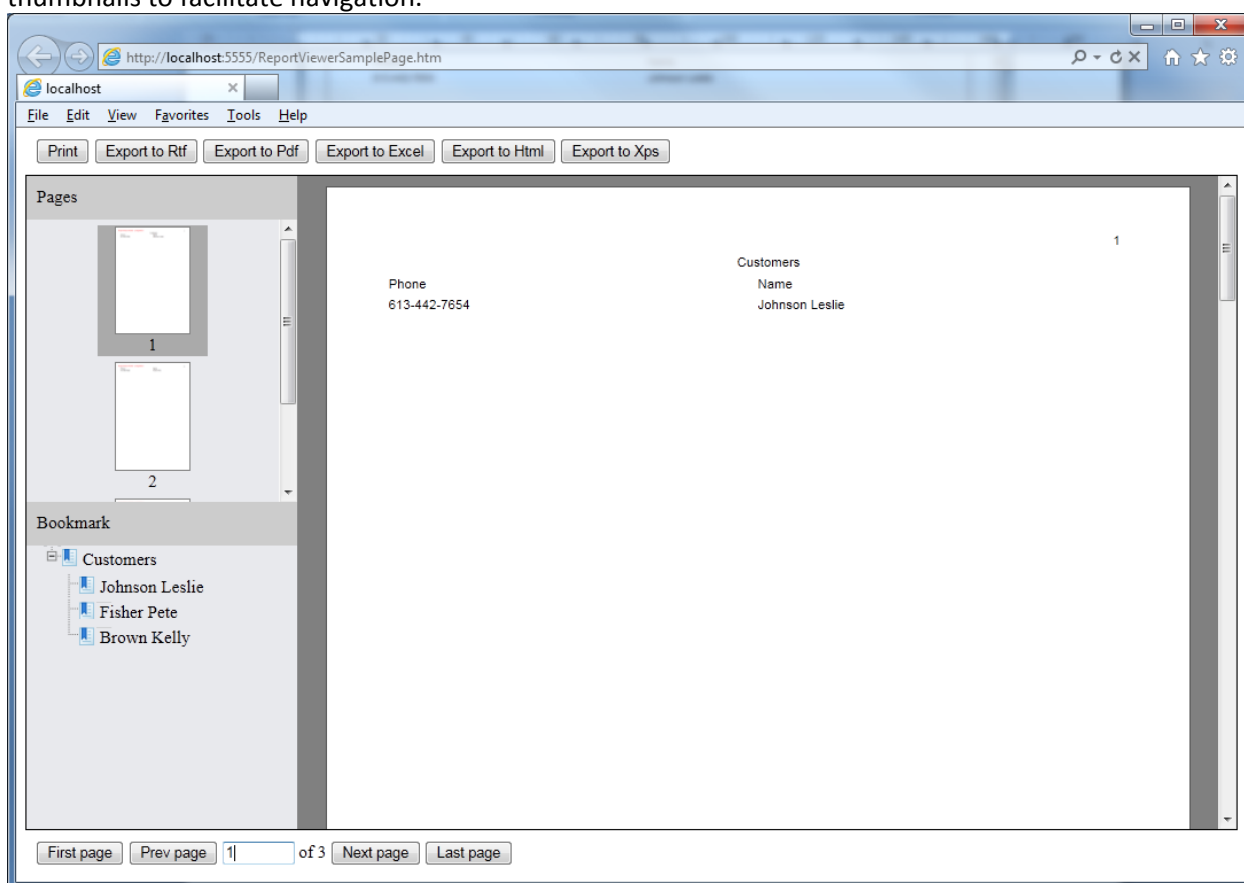 thumbnails to facilitate navigation.
http://localhost:5555/ReportViewerSamplePage.htm
localhost
File Edit View Favorites Tools Help
Print Export to Rtf Export to Pdf Export to Excel Export to Html Export to Xps
Pages
1
2
Bookmark
Customers
Johnson Leslie
Fisher Pete
Brown Kelly
1
Customers
Phone Name
613-442-7654 Johnson Leslie
First page Prev page 1 of 3 Next page Last page